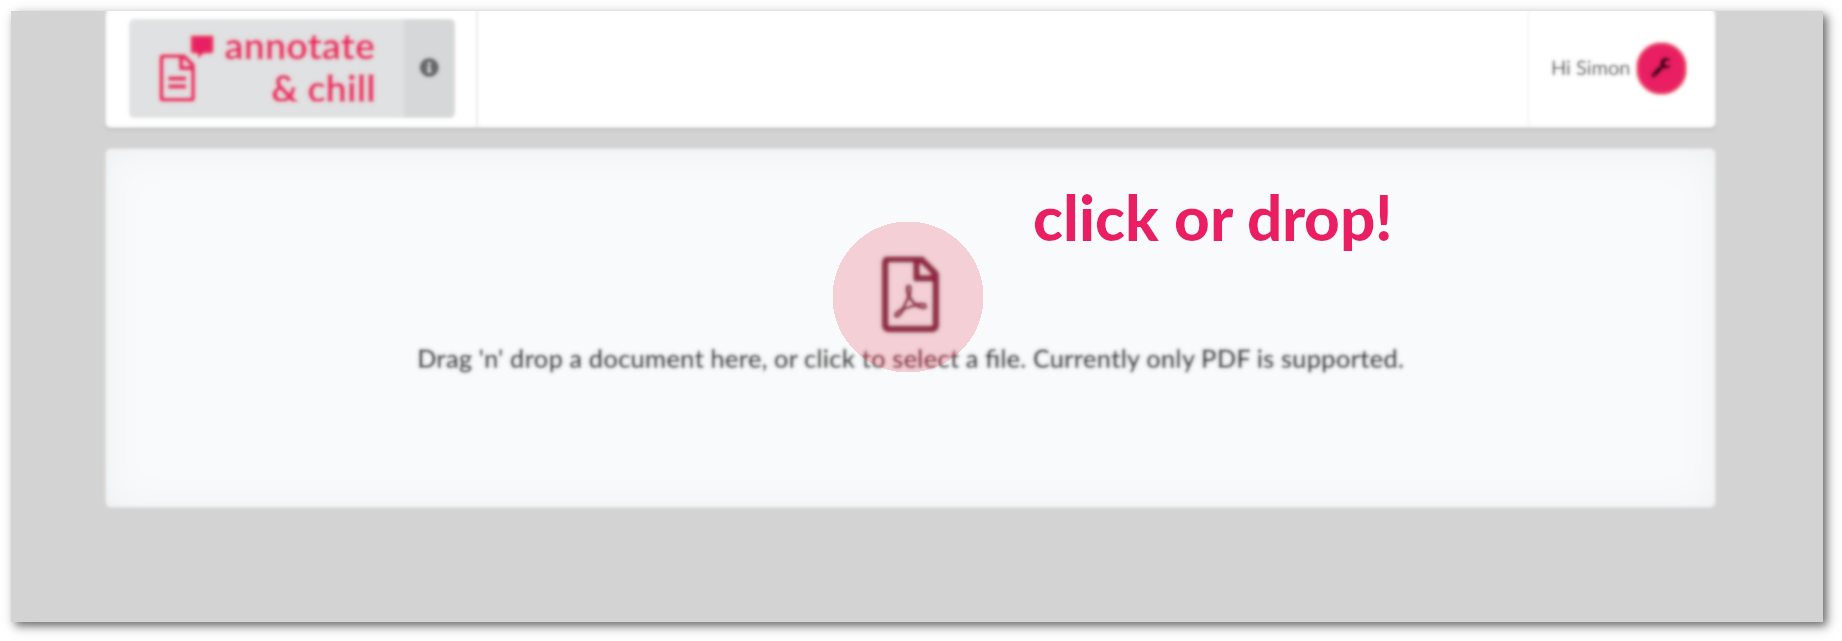 annotate
& chill
Hi Simon
click or drop!
Drag 'n' drop a document here, or click to select a file. Currently only PDF is supported.